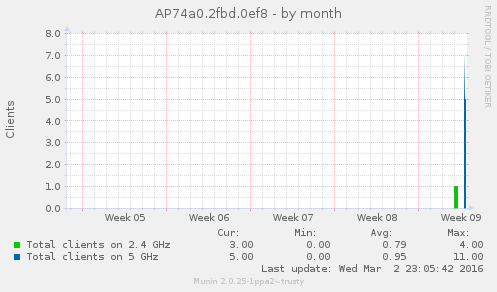 AP74a0.2fbd.0ef8 - by month
RRDTOOL / TOBI OETIKER
Clients
8.0
7.0
6.0
5.0
4.0
3.0
2.0
1.0
0.0
Week 05 Week 06 Week 07 Week 08 Week 09
Cur: Min: Avg: Max:
Total clients on 2.4 GHz 3.00 0.00 0.79 4.00
Total clients on 5 GHz 5.00 0.00 0.95 11.00
Last update: Wed Mar 2 23:05:42 2016
Munin 2.0.25-1ppa2~trusty